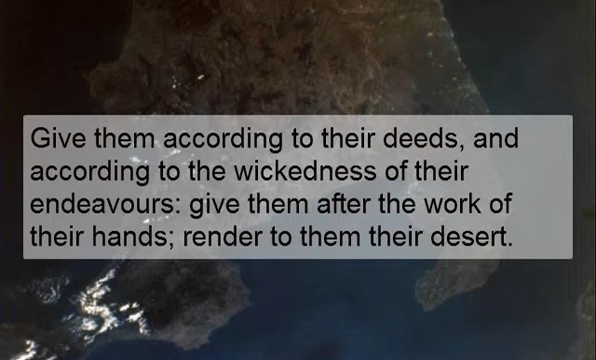 Give them according to their deeds, and
according to the wickedness of their
endeavours: give them after the work of
their hands; render to them their desert.